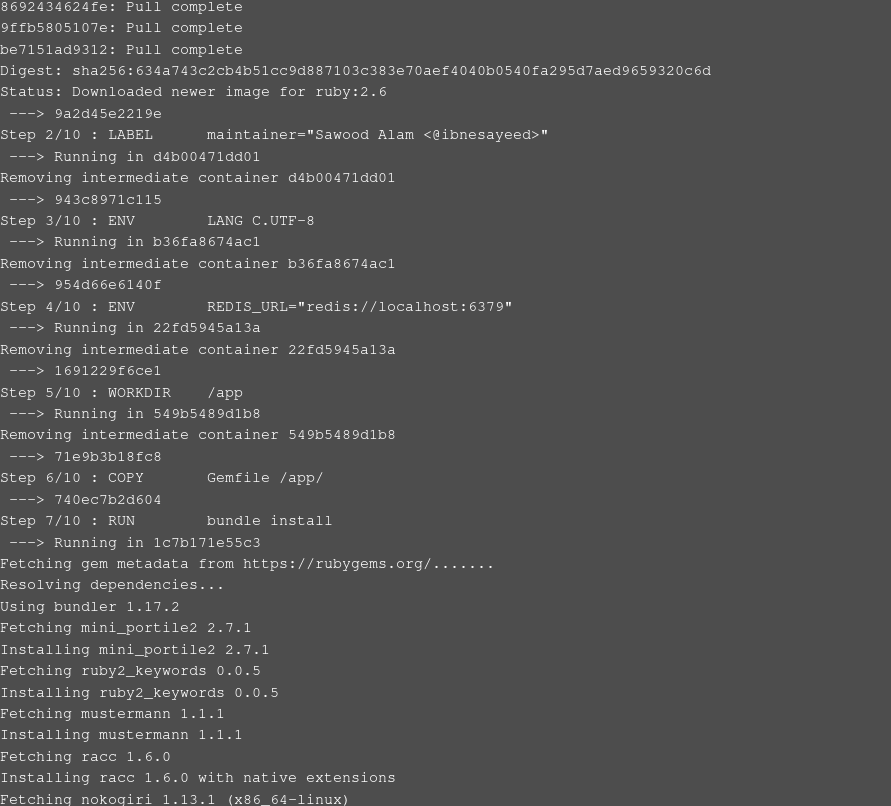 8692434624fe: Pull complete
9ffb5805107e: Pull complete
be7151ad9312: Pull complete
Digest: sha256:634a743c2cb4b51cc9d887103c383e70aef4040b0540fa295d7aed9659320c6d
Status: Downloaded newer image for ruby:2.6
 ---> 9a2d45e2219e
Step 2/10 : LABEL      maintainer="Sawood Alam <@ibnesayeed>"
 ---> Running in d4b00471dd01
Removing intermediate container d4b00471dd01
 ---> 943c8971c115
Step 3/10 : ENV        LANG C.UTF-8
 ---> Running in b36fa8674ac1
Removing intermediate container b36fa8674ac1
 ---> 954d66e6140f
Step 4/10 : ENV        REDIS_URL="redis://localhost:6379"
 ---> Running in 22fd5945a13a
Removing intermediate container 22fd5945a13a
 ---> 1691229f6ce1
Step 5/10 : WORKDIR    /app
 ---> Running in 549b5489d1b8
Removing intermediate container 549b5489d1b8
 ---> 71e9b3b18fc8
Step 6/10 : COPY       Gemfile /app/
 ---> 740ec7b2d604
Step 7/10 : RUN        bundle install
 ---> Running in 1c7b171e55c3
Fetching gem metadata from https://rubygems.org/.......
Resolving dependencies...
Using bundler 1.17.2
Fetching mini_portile2 2.7.1
Installing mini_portile2 2.7.1
Fetching ruby2_keywords 0.0.5
Installing ruby2_keywords 0.0.5
Fetching mustermann 1.1.1
Installing mustermann 1.1.1
Fetching racc 1.6.0
Installing racc 1.6.0 with native extensions
Fetching nokogiri 1.13.1 (x86_64-linux)